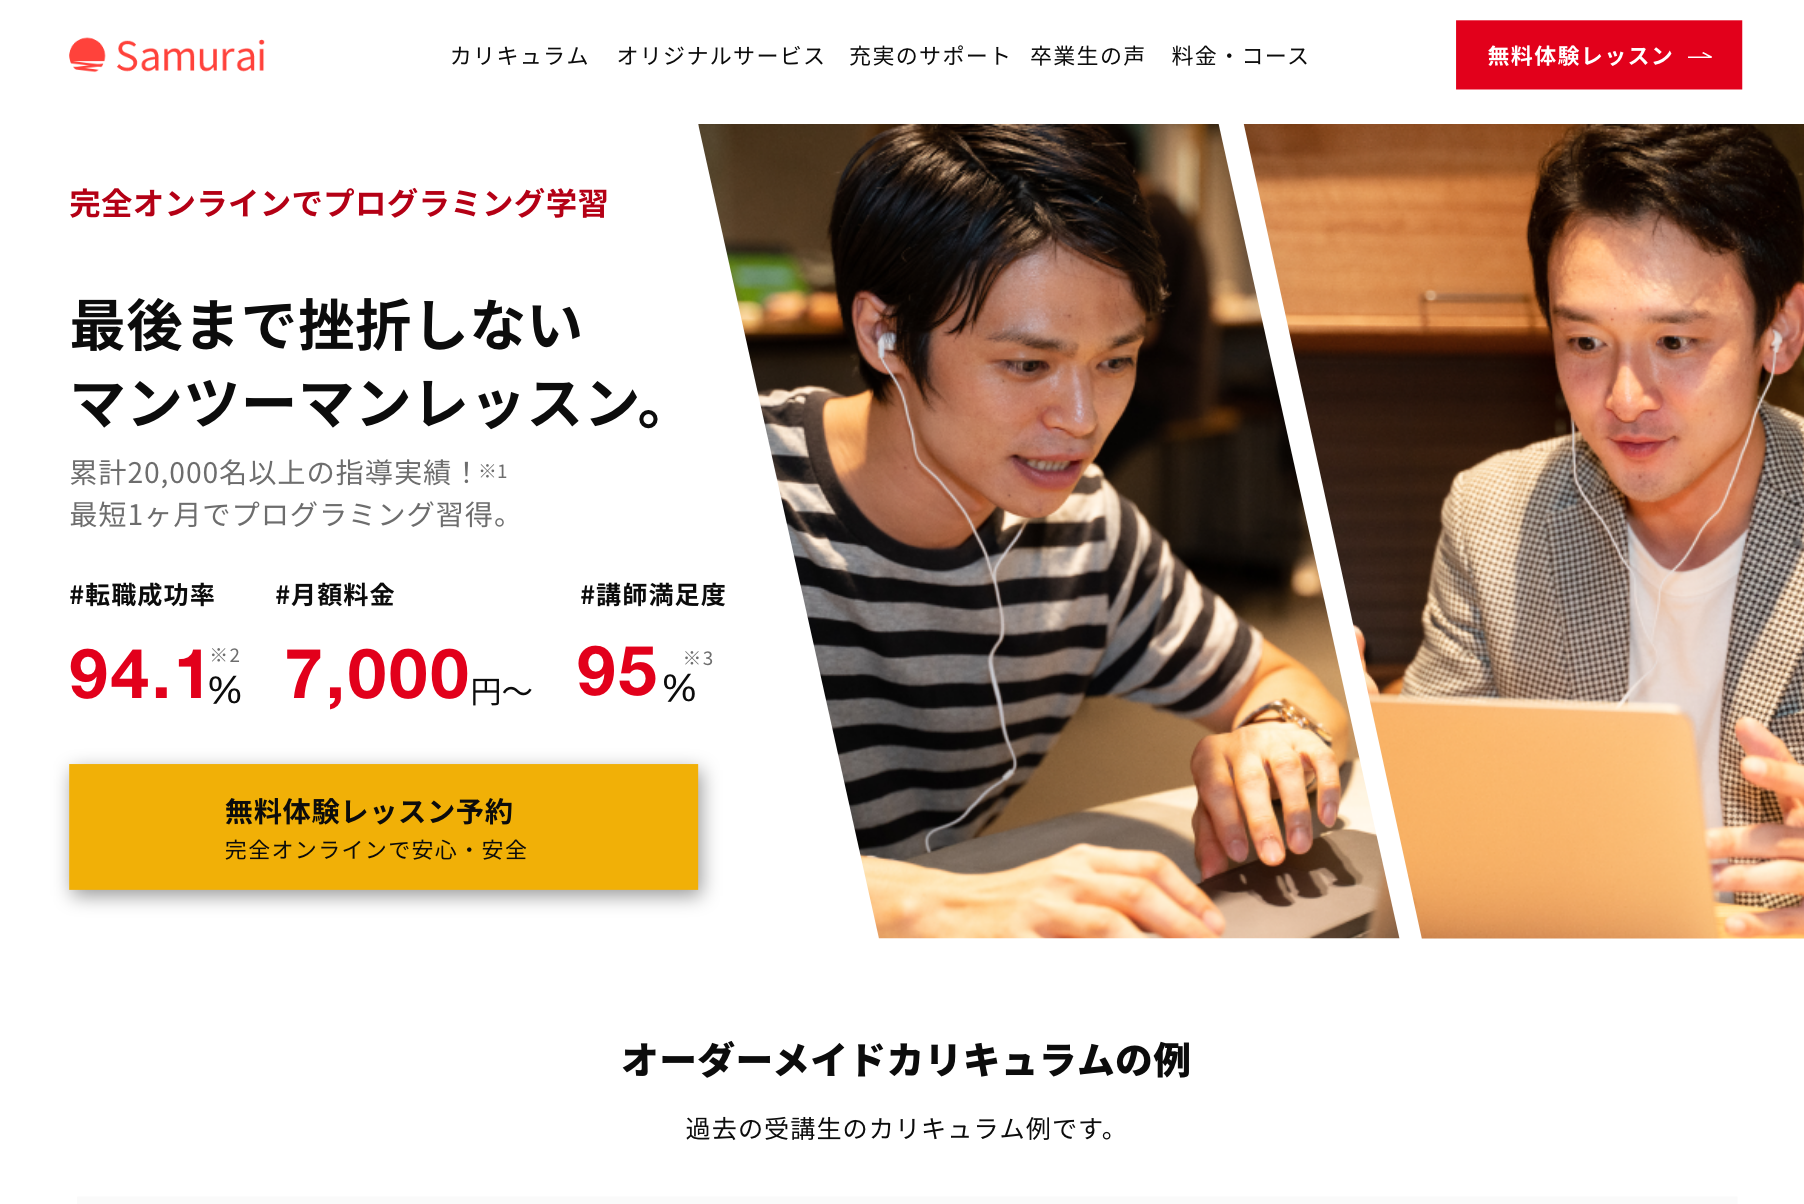 Samurai
カリキュラム オリジナルサービス 充実のサポート 卒業生の声 料金・コース
無料体験レッスン
完全オンラインでプログラミング学習
最後まで挫折しない
マンツーマンレッスン。
累計20,000名以上の指導実績！※1
最短1ヶ月でプログラミング習得。
#転職成功率 #月額料金 #講師満足度
94.1%※2 7,000円〜 95%※3
無料体験レッスン予約
完全オンラインで安心・安全
オーダーメイドカリキュラムの例
過去の受講生のカリキュラム例です。